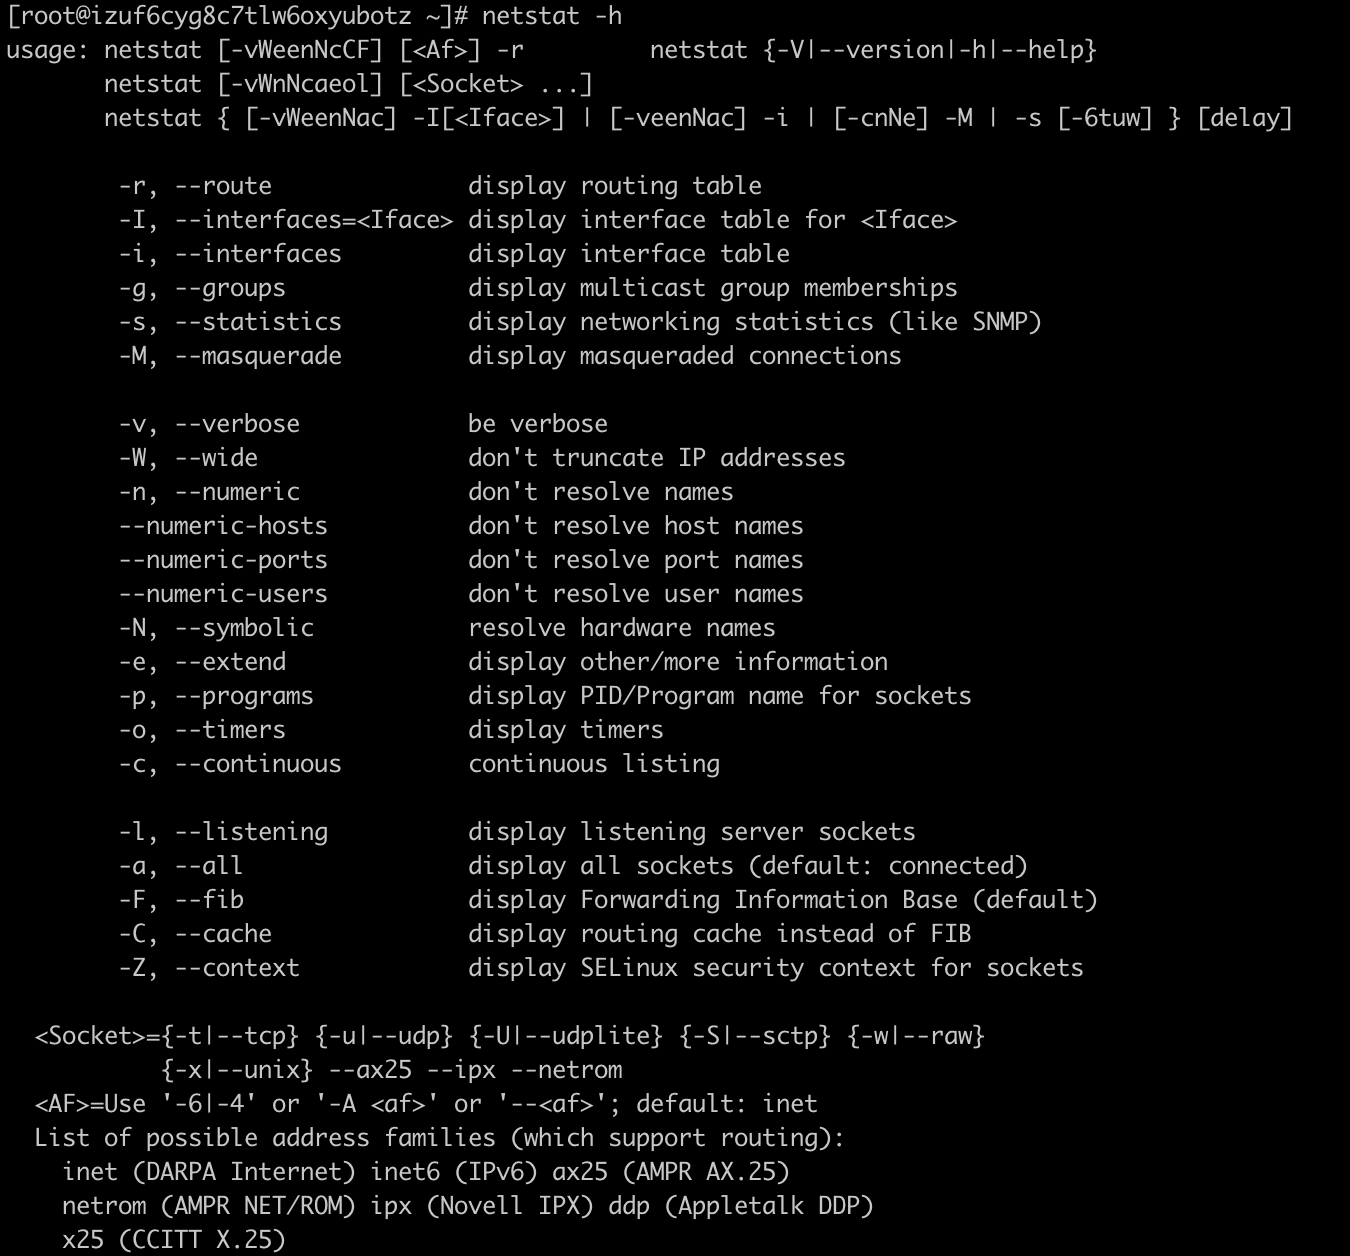 [root@izuf6cyg8c7tlw6oxyubotz ~]# netstat -h
usage: netstat [-vWeenNcCF] [<Af>] -r         netstat {-V|--version|-h|--help}
       netstat [-vWnNcaeol] [<Socket> ...]
       netstat { [-vWeenNac] -I[<Iface>] | [-veenNac] -i | [-cnNe] -M | -s [-6tuw] } [delay]

        -r, --route              display routing table
        -I, --interfaces=<Iface> display interface table for <Iface>
        -i, --interfaces         display interface table
        -g, --groups             display multicast group memberships
        -s, --statistics         display networking statistics (like SNMP)
        -M, --masquerade         display masqueraded connections

        -v, --verbose            be verbose
        -W, --wide               don't truncate IP addresses
        -n, --numeric            don't resolve names
        --numeric-hosts          don't resolve host names
        --numeric-ports          don't resolve port names
        --numeric-users          don't resolve user names
        -N, --symbolic           resolve hardware names
        -e, --extend             display other/more information
        -p, --programs           display PID/Program name for sockets
        -o, --timers             display timers
        -c, --continuous         continuous listing

        -l, --listening          display listening server sockets
        -a, --all                display all sockets (default: connected)
        -F, --fib                display Forwarding Information Base (default)
        -C, --cache              display routing cache instead of FIB
        -Z, --context            display SELinux security context for sockets

  <Socket>={-t|--tcp} {-u|--udp} {-U|--udplite} {-S|--sctp} {-w|--raw}
           {-x|--unix} --ax25 --ipx --netrom
  <AF>=Use '-6|-4' or '-A <af>' or '--<af>'; default: inet
  List of possible address families (which support routing):
    inet (DARPA Internet) inet6 (IPv6) ax25 (AMPR AX.25)
    netrom (AMPR NET/ROM) ipx (Novell IPX) ddp (Appletalk DDP)
    x25 (CCITT X.25)